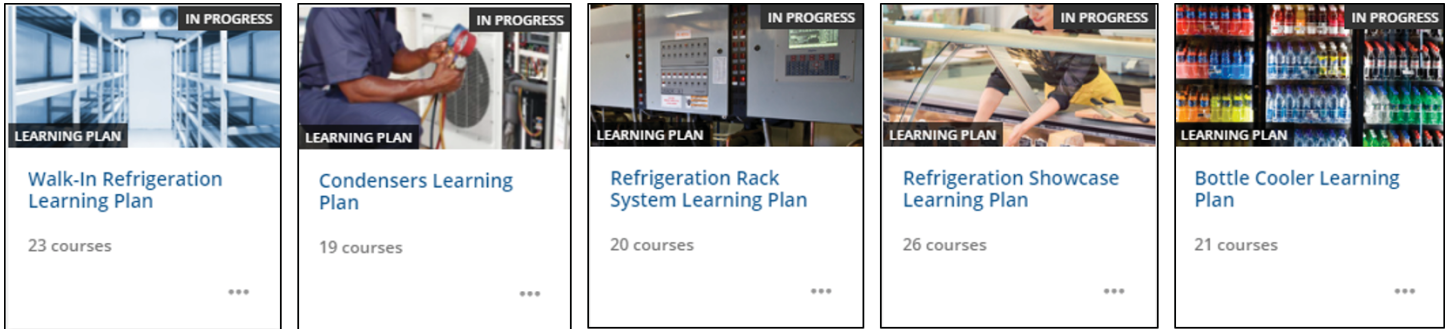 IN PROGRESS
LEARNING PLAN
Walk-In Refrigeration
Learning Plan
23 courses
IN PROGRESS
LEARNING PLAN
Condensers Learning
Plan
19 courses
IN PROGRESS
LEARNING PLAN
Refrigeration Rack
System Learning Plan
20 courses
IN PROGRESS
LEARNING PLAN
Refrigeration Showcase
Learning Plan
26 courses
IN PROGRESS
LEARNING PLAN
Bottle Cooler Learning
Plan
21 courses